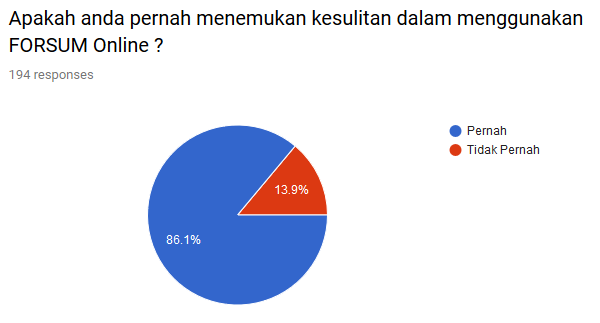 Apakah anda pernah menemukan kesulitan dalam menggunakan
FORSUM Online ?
194 responses
Pernah
Tidak Pernah
13.9%
86.1%